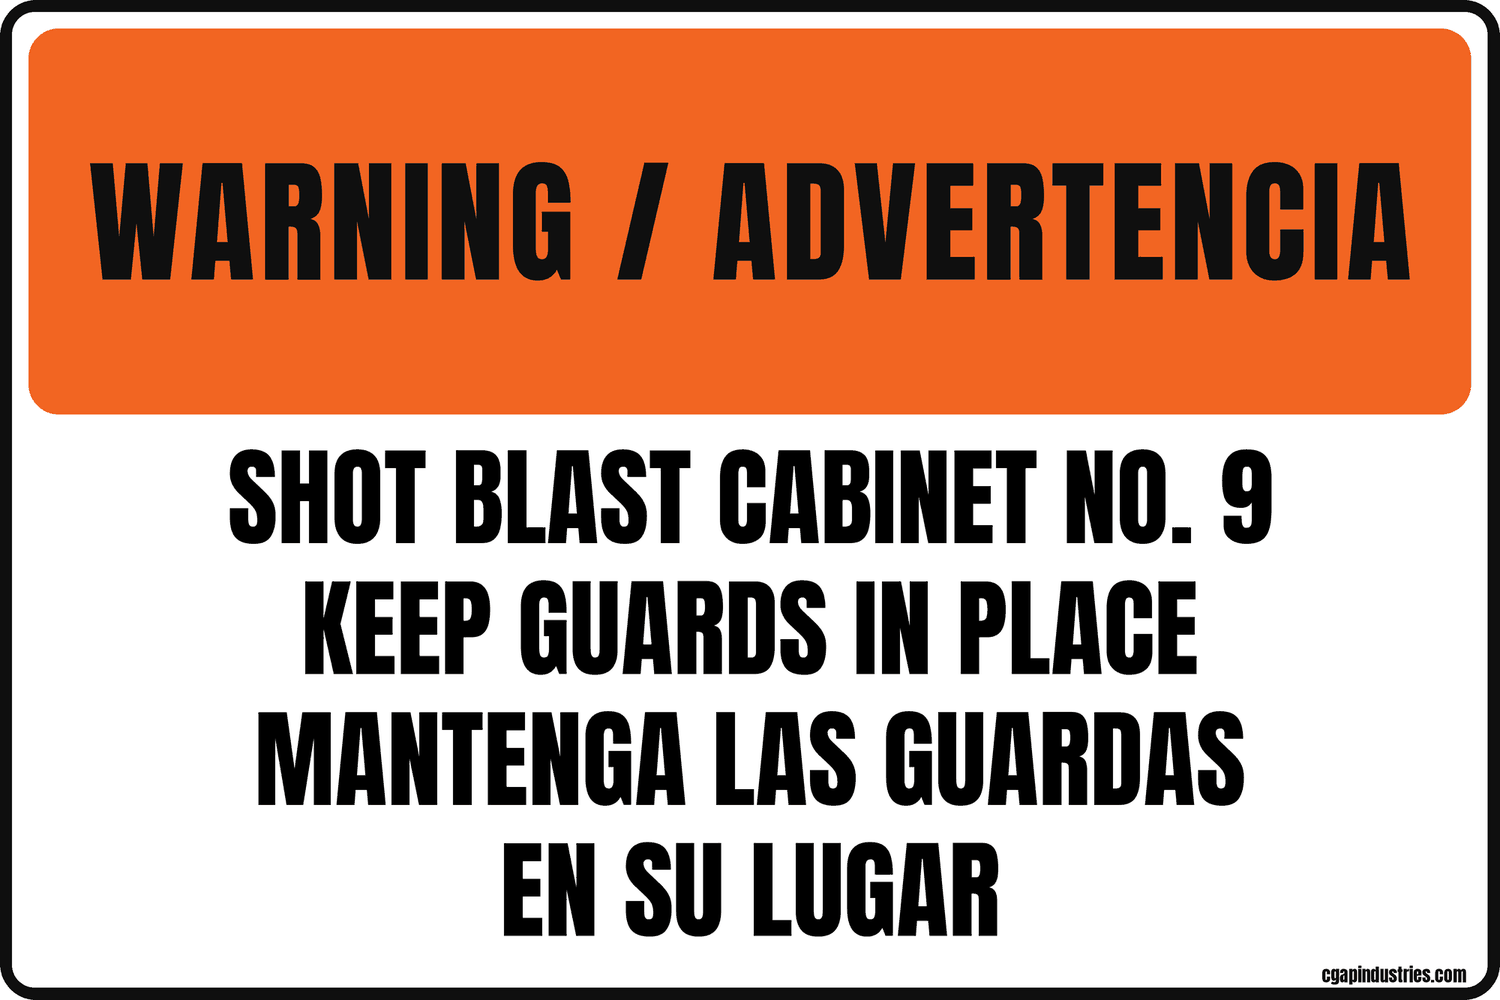 WARNING / ADVERTENCIA
SHOT BLAST CABINET NO. 9
KEEP GUARDS IN PLACE
MANTENGA LAS GUARDAS
EN SU LUGAR
cgapindustries.com